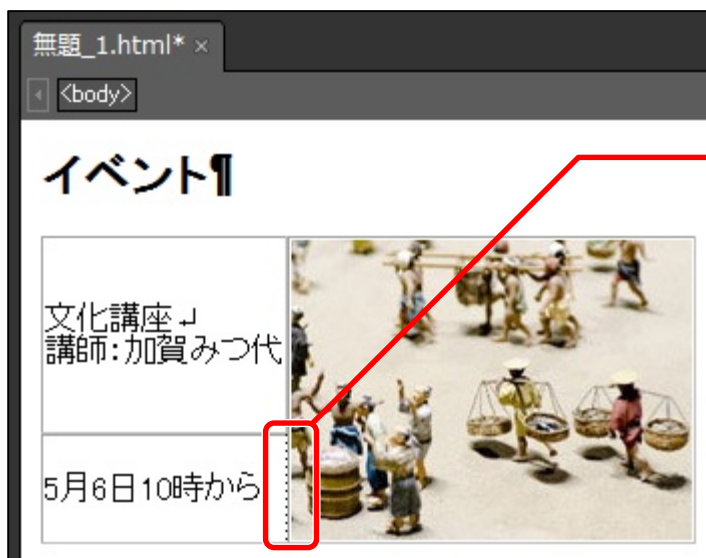 無題_1.html* ×
<body>
イベント¶
文化講座↲
講師:加賀みつ代
5月6日10時から